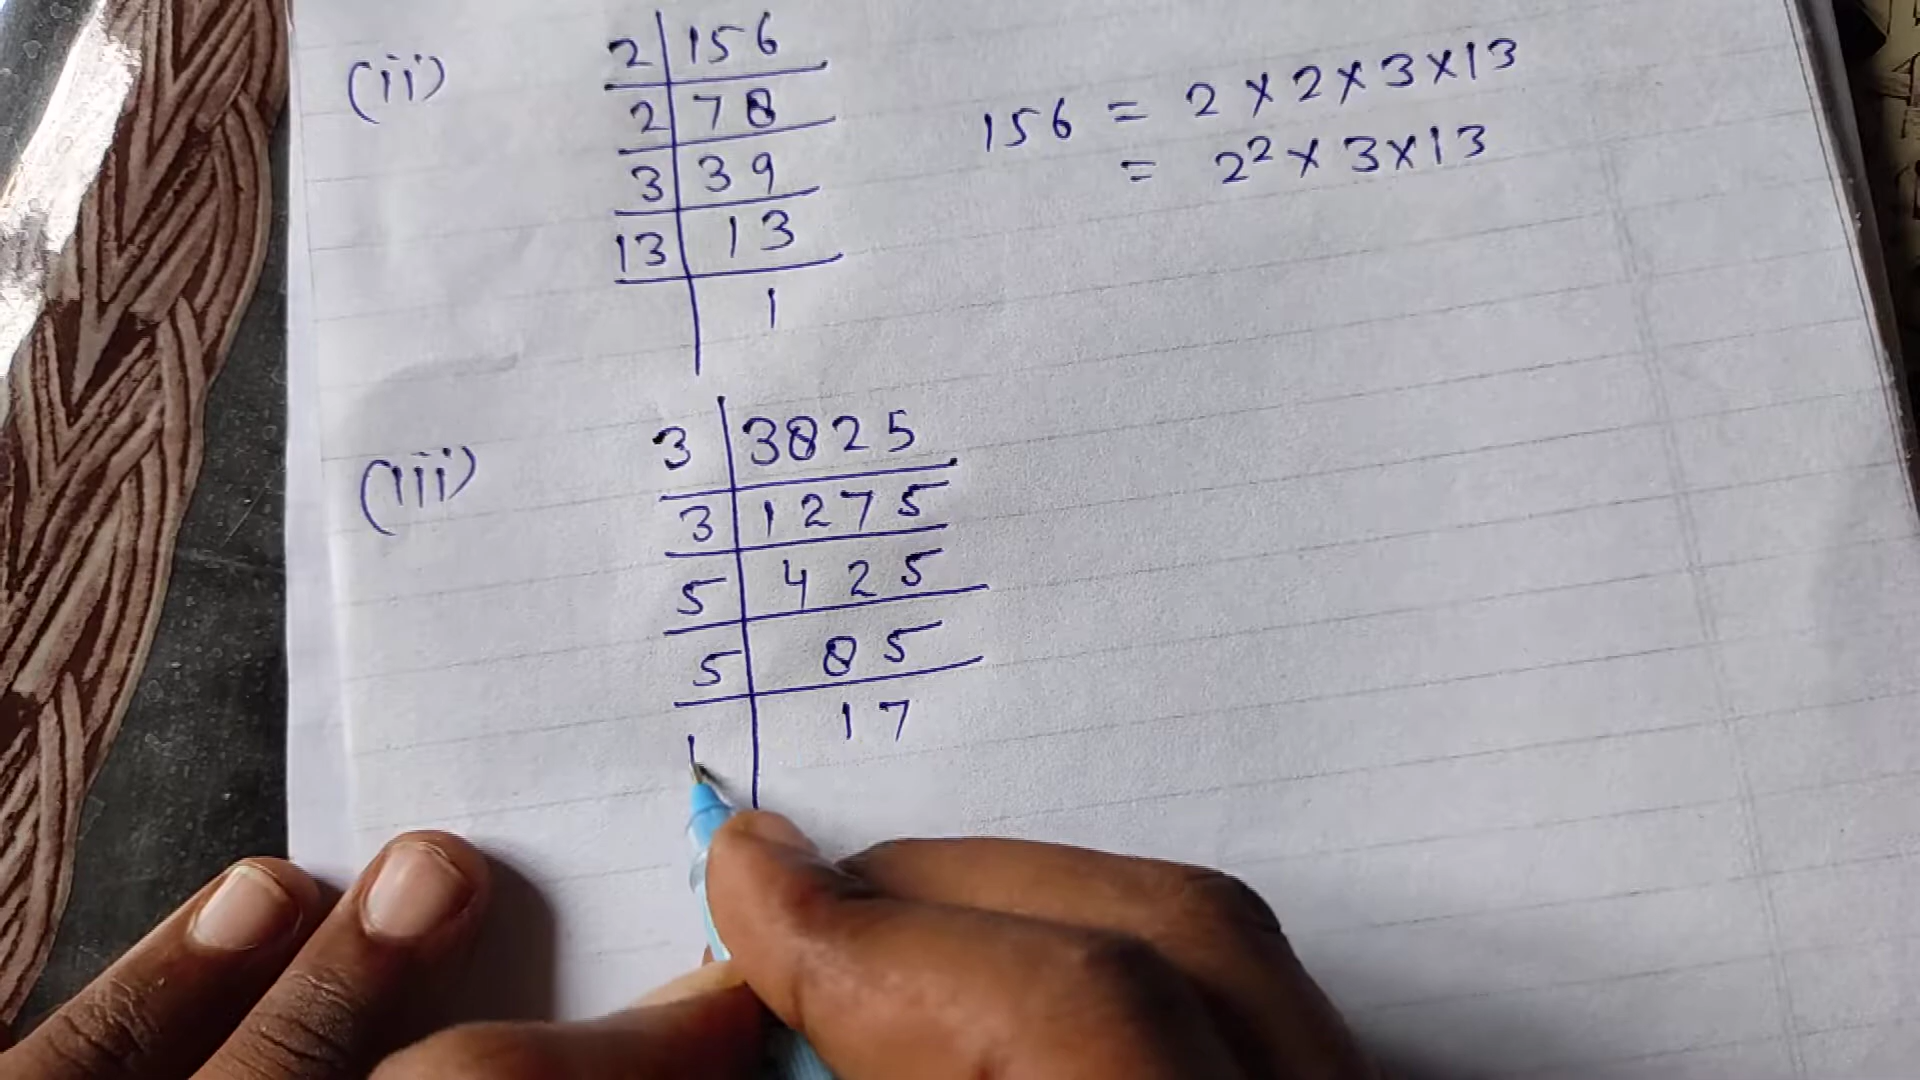 (ii)
2 | 156
2 | 78
3 | 39
13 | 13
1
156 = 2 × 2 × 3 × 13
= 2² × 3 × 13
(iii)
3 | 3825
3 | 1275
5 | 425
5 | 85
1 | 17